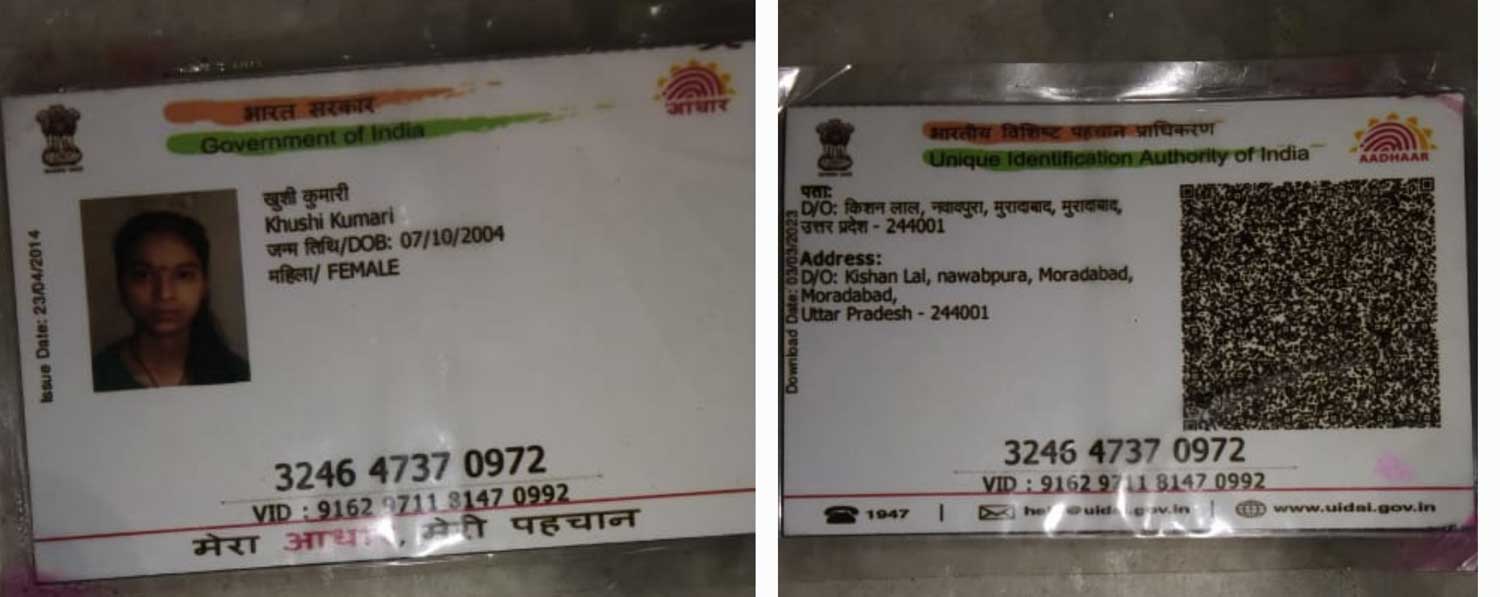 भारत सरकार
Government of India
आधार
खुशी कुमारी
Khushi Kumari
जन्म तिथि/DOB: 07/10/2004
महिला/ FEMALE
Issue Date: 23/04/2014
3246 4737 0972
VID : 9162 9711 8147 0992
मेरा आधार, मेरी पहचान
भारतीय विशिष्ट पहचान प्राधिकरण
Unique Identification Authority of India
AADHAAR
पता:
D/O: किशन लाल, नवाबपुरा, मुरादाबाद, मुरादाबाद,
उत्तर प्रदेश - 244001
Address:
D/O: Kishan Lal, nawabpura, Moradabad,
Moradabad,
Uttar Pradesh - 244001
Download Date: 03/03/2023
3246 4737 0972
VID : 9162 9711 8147 0992
1947 | | www.uidai.gov.in